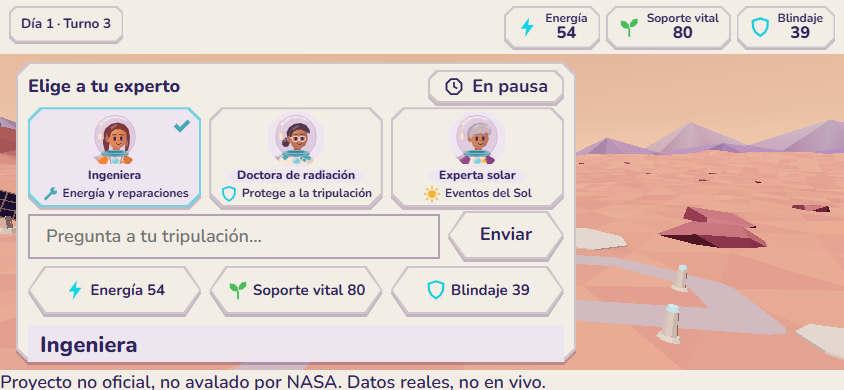 Día 1 · Turno 3
Energía
54
Soporte vital
80
Blindaje
39
Elige a tu experto
En pausa
Ingeniera
Energía y reparaciones
Doctora de radiación
Protege a la tripulación
Experta solar
Eventos del Sol
Pregunta a tu tripulación...
Enviar
Energía 54
Soporte vital 80
Blindaje 39
Ingeniera
Proyecto no oficial, no avalado por NASA. Datos reales, no en vivo.